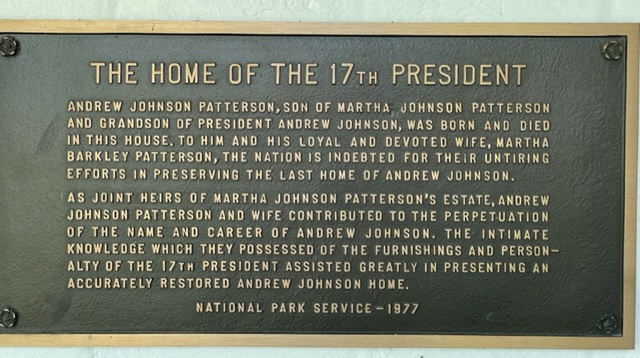 THE HOME OF THE 17TH PRESIDENT
ANDREW JOHNSON PATTERSON, SON OF MARTHA JOHNSON PATTERSON
AND GRANDSON OF PRESIDENT ANDREW JOHNSON, WAS BORN AND DIED
IN THIS HOUSE. TO HIM AND HIS LOYAL AND DEVOTED WIFE, MARTHA
BARKLEY PATTERSON, THE NATION IS INDEBTED FOR THEIR UNTIRING
EFFORTS IN PRESERVING THE LAST HOME OF ANDREW JOHNSON.
AS JOINT HEIRS OF MARTHA JOHNSON PATTERSON'S ESTATE, ANDREW
JOHNSON PATTERSON AND WIFE CONTRIBUTED TO THE PERPETUATION
OF THE NAME AND CAREER OF ANDREW JOHNSON. THE INTIMATE
KNOWLEDGE WHICH THEY POSSESSED OF THE FURNISHINGS AND PERSON-
ALTY OF THE 17TH PRESIDENT ASSISTED GREATLY IN PRESENTING AN
ACCURATELY RESTORED ANDREW JOHNSON HOME.
NATIONAL PARK SERVICE-1977